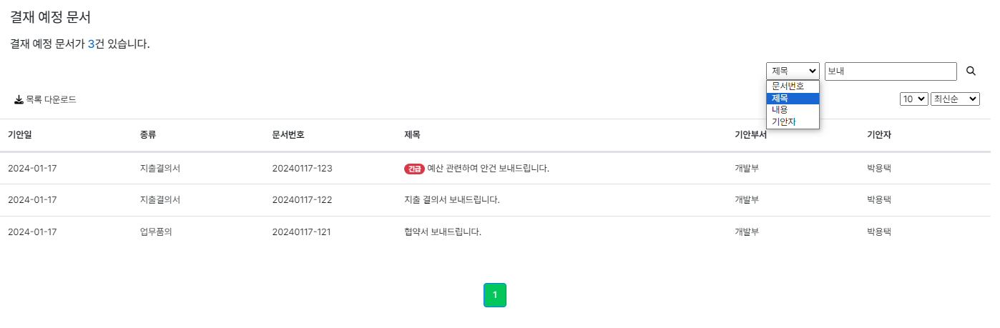 결재 예정 문서
결재 예정 문서가 3건 있습니다.
제목 보내
문서번호
제목
내용
기안자
목록 다운로드 10 최신순
기안일 종류 문서번호 제목 기안부서 기안자
2024-01-17 지출결의서 20240117-123 긴급 예산 관련하여 안건 보내드립니다. 개발부 박용택
2024-01-17 지출결의서 20240117-122 지출 결의서 보내드립니다. 개발부 박용택
2024-01-17 업무품의 20240117-121 협약서 보내드립니다. 개발부 박용택
1